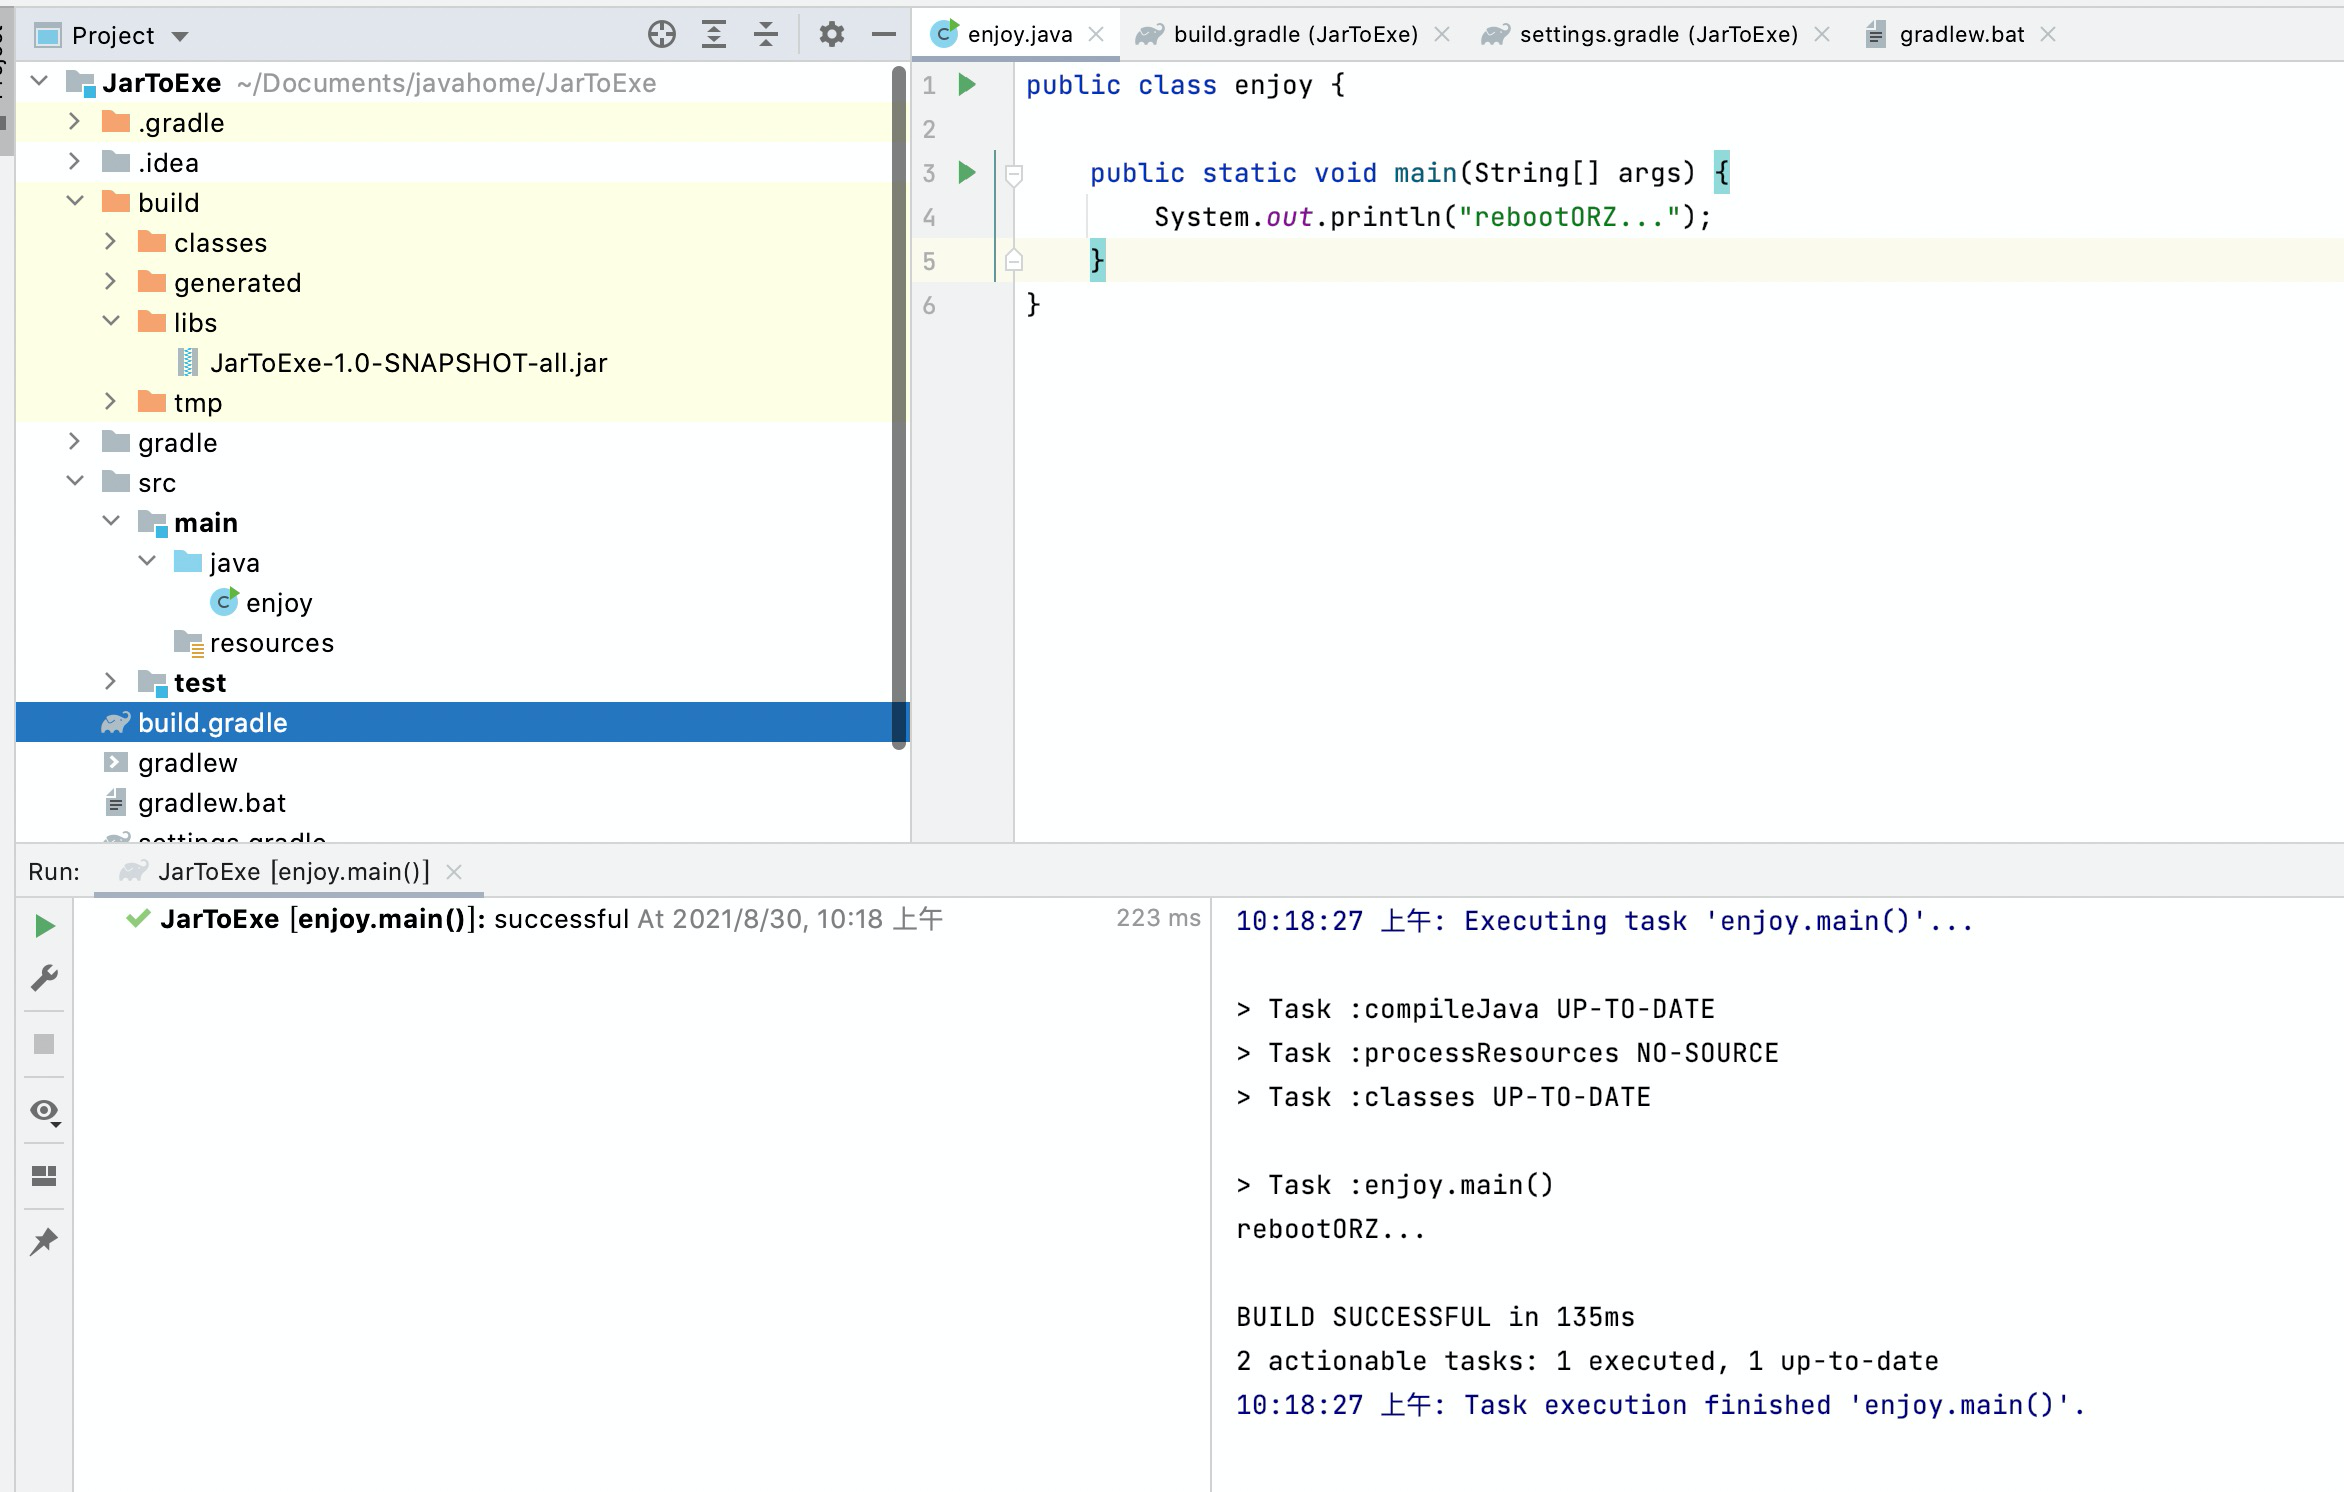 Project
JarToExe ~/Documents/javahome/JarToExe
.gradle
.idea
build
classes
generated
libs
JarToExe-1.0-SNAPSHOT-all.jar
tmp
gradle
src
main
java
enjoy
resources
test
build.gradle
gradlew
gradlew.bat
settings.gradle
enjoy.java build.gradle (JarToExe) settings.gradle (JarToExe) gradlew.bat
1 public class enjoy {
2
3 public static void main(String[] args) {
4 System.out.println("rebootORZ...");
5 }
6 }
Run: JarToExe [enjoy.main()]
JarToExe [enjoy.main()]: successful At 2021/8/30, 10:18 上午 223 ms
10:18:27 上午: Executing task 'enjoy.main()'...
> Task :compileJava UP-TO-DATE
> Task :processResources NO-SOURCE
> Task :classes UP-TO-DATE
> Task :enjoy.main()
rebootORZ...
BUILD SUCCESSFUL in 135ms
2 actionable tasks: 1 executed, 1 up-to-date
10:18:27 上午: Task execution finished 'enjoy.main()'.